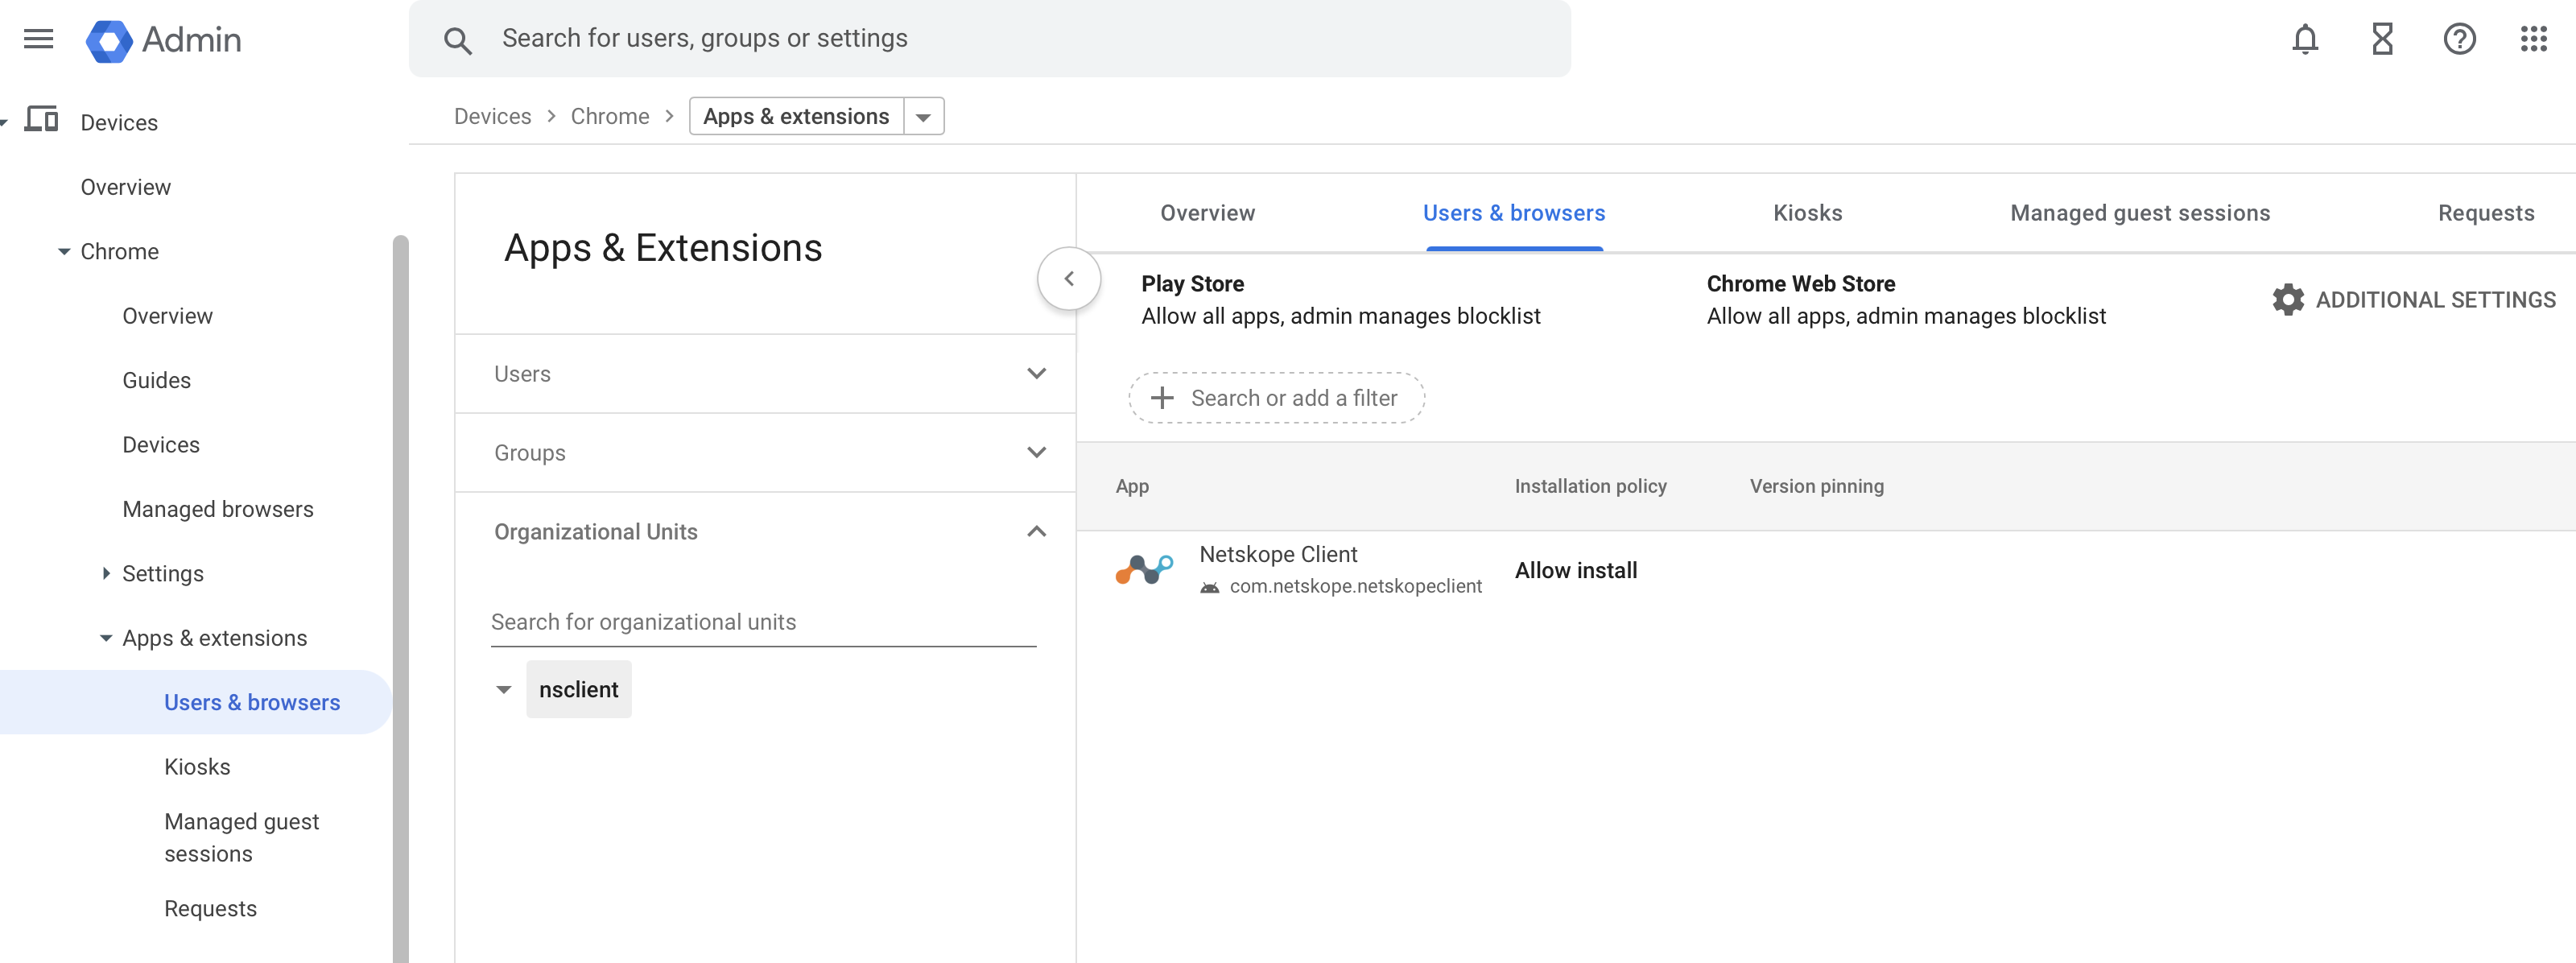 Admin
Search for users, groups or settings
Devices
Overview
Chrome
Overview
Guides
Devices
Managed browsers
Settings
Apps & extensions
Users & browsers
Kiosks
Managed guest
sessions
Requests
Devices > Chrome > Apps & extensions
Apps & Extensions
Users
Groups
Organizational Units
Search for organizational units
nsclient
Overview
Users & browsers
Kiosks
Managed guest sessions
Requests
Play Store
Allow all apps, admin manages blocklist
Chrome Web Store
Allow all apps, admin manages blocklist
ADDITIONAL SETTINGS
Search or add a filter
App
Installation policy
Version pinning
Netskope Client
com.netskope.netskopeclient
Allow install